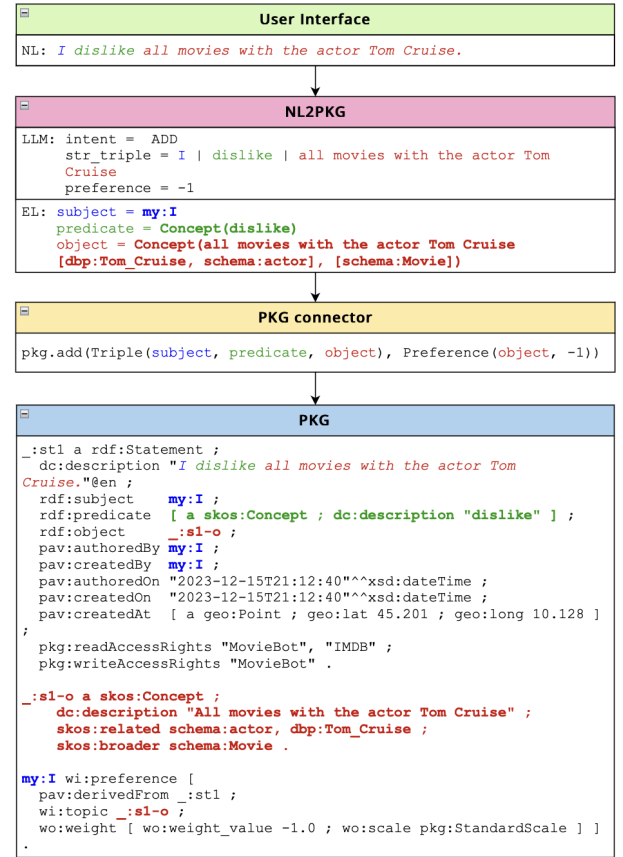 User Interface
NL: I dislike all movies with the actor Tom Cruise.
NL2PKG
LLM: intent = ADD
str_triple = I | dislike | all movies with the actor Tom
Cruise
preference = -1
EL: subject = my:I
predicate = Concept(dislike)
object = Concept(all movies with the actor Tom Cruise
[dbp:Tom_Cruise, schema:actor], [schema:Movie])
PKG connector
pkg.add(Triple(subject, predicate, object), Preference(object, -1))
PKG
_:st1 a rdf:Statement ;
dc:description "I dislike all movies with the actor Tom
Cruise."@en ;
rdf:subject my:I ;
rdf:predicate [ a skos:Concept ; dc:description "dislike" ] ;
rdf:object _:s1-o ;
pav:authoredBy my:I ;
pav:createdBy my:I ;
pav:authoredOn "2023-12-15T21:12:40"^^xsd:dateTime ;
pav:createdOn "2023-12-15T21:12:40"^^xsd:dateTime ;
pav:createdAt [ a geo:Point ; geo:lat 45.201 ; geo:long 10.128 ]
;
pkg:readAccessRights "MovieBot", "IMDB" ;
pkg:writeAccessRights "MovieBot" .
_:s1-o a skos:Concept ;
dc:description "All movies with the actor Tom Cruise" ;
skos:related schema:actor, dbp:Tom_Cruise ;
skos:broader schema:Movie .
my:I wi:preference [
pav:derivedFrom _:st1 ;
wi:topic _:s1-o ;
wo:weight [ wo:weight_value -1.0 ; wo:scale pkg:StandardScale ] ]
.